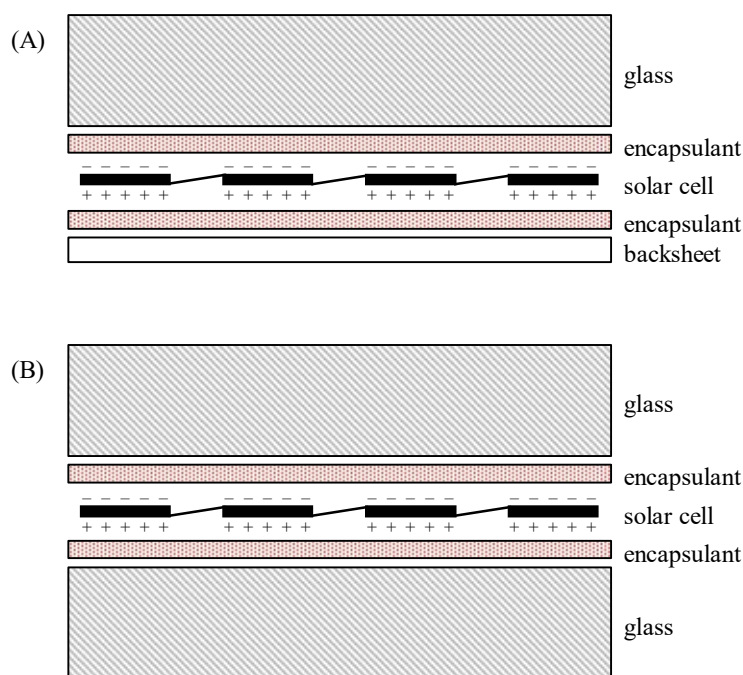 (A)
glass
encapsulant
– – – – – – – – – – – – – – – – – – – –
solar cell
+ + + + + + + + + + + + + + + + + + + +
encapsulant
backsheet
(B)
glass
encapsulant
– – – – – – – – – – – – – – – – – – – –
solar cell
+ + + + + + + + + + + + + + + + + + + +
encapsulant
glass